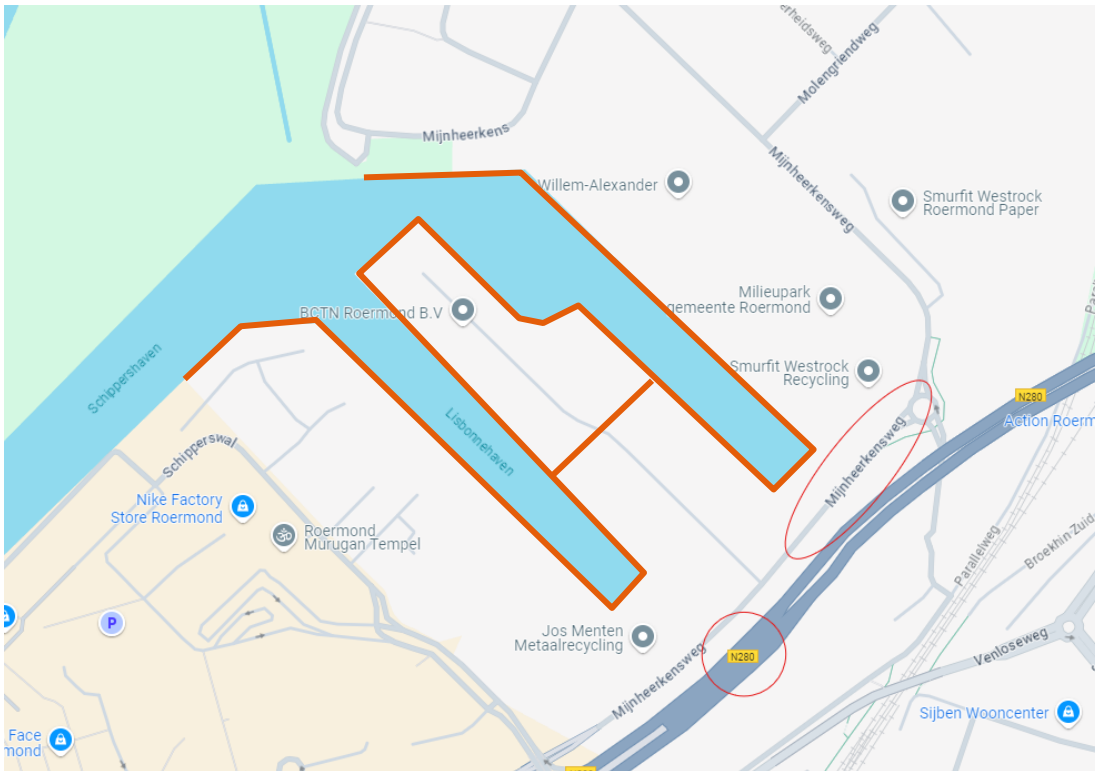 erheidsweg
Molengriendweg
Mijnheerkens
Mijnheerkensweg
Willem-Alexander
Smurfit Westrock
Roermond Paper
Milieupark
gemeente Roermond
BCTN Roermond B.V
Schippershaven
Smurfit Westrock
Recycling
N280
Action Roerm
Lisbonnehaven
Schipperswal
Mijnheerkensweg
Nike Factory
Store Roermond
Roermond
Murugan Tempel
Parallelweg
Broekhin-Zuid
P
Jos Menten
Metaalrecycling
N280
Mijnheerkensweg
Venloseweg
Sijben Wooncenter
Face
mond